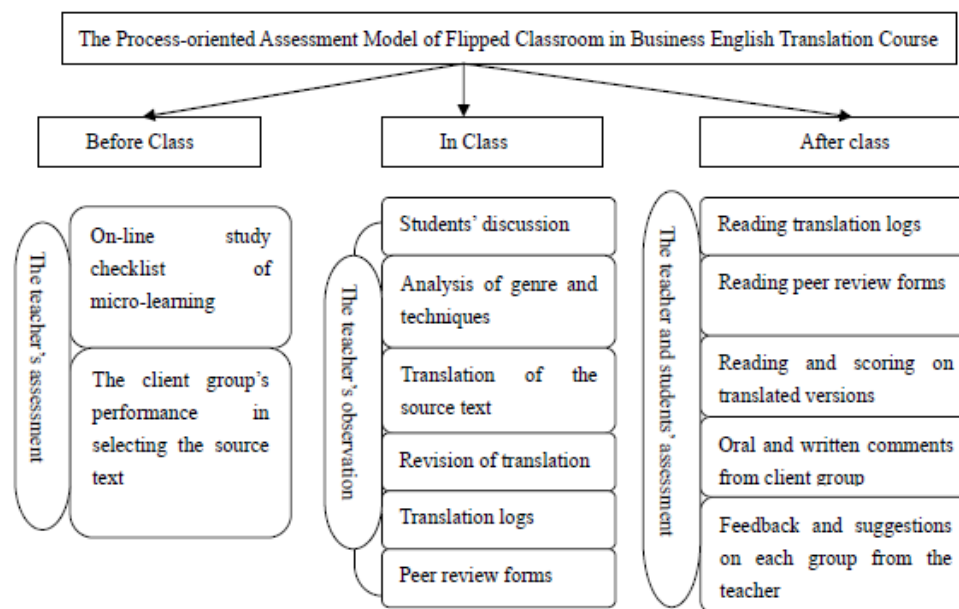 The Process-oriented Assessment Model of Flipped Classroom in Business English Translation Course
Before Class
In Class
After class
The teacher's assessment
On-line study
checklist of
micro-learning
The client group's
performance in
selecting the source
text
The teacher's observation
Students' discussion
Analysis of genre and
techniques
Translation of the
source text
Revision of translation
Translation logs
Peer review forms
The teacher and students' assessment
Reading translation logs
Reading peer review forms
Reading and scoring on
translated versions
Oral and written comments
from client group
Feedback and suggestions
on each group from the
teacher